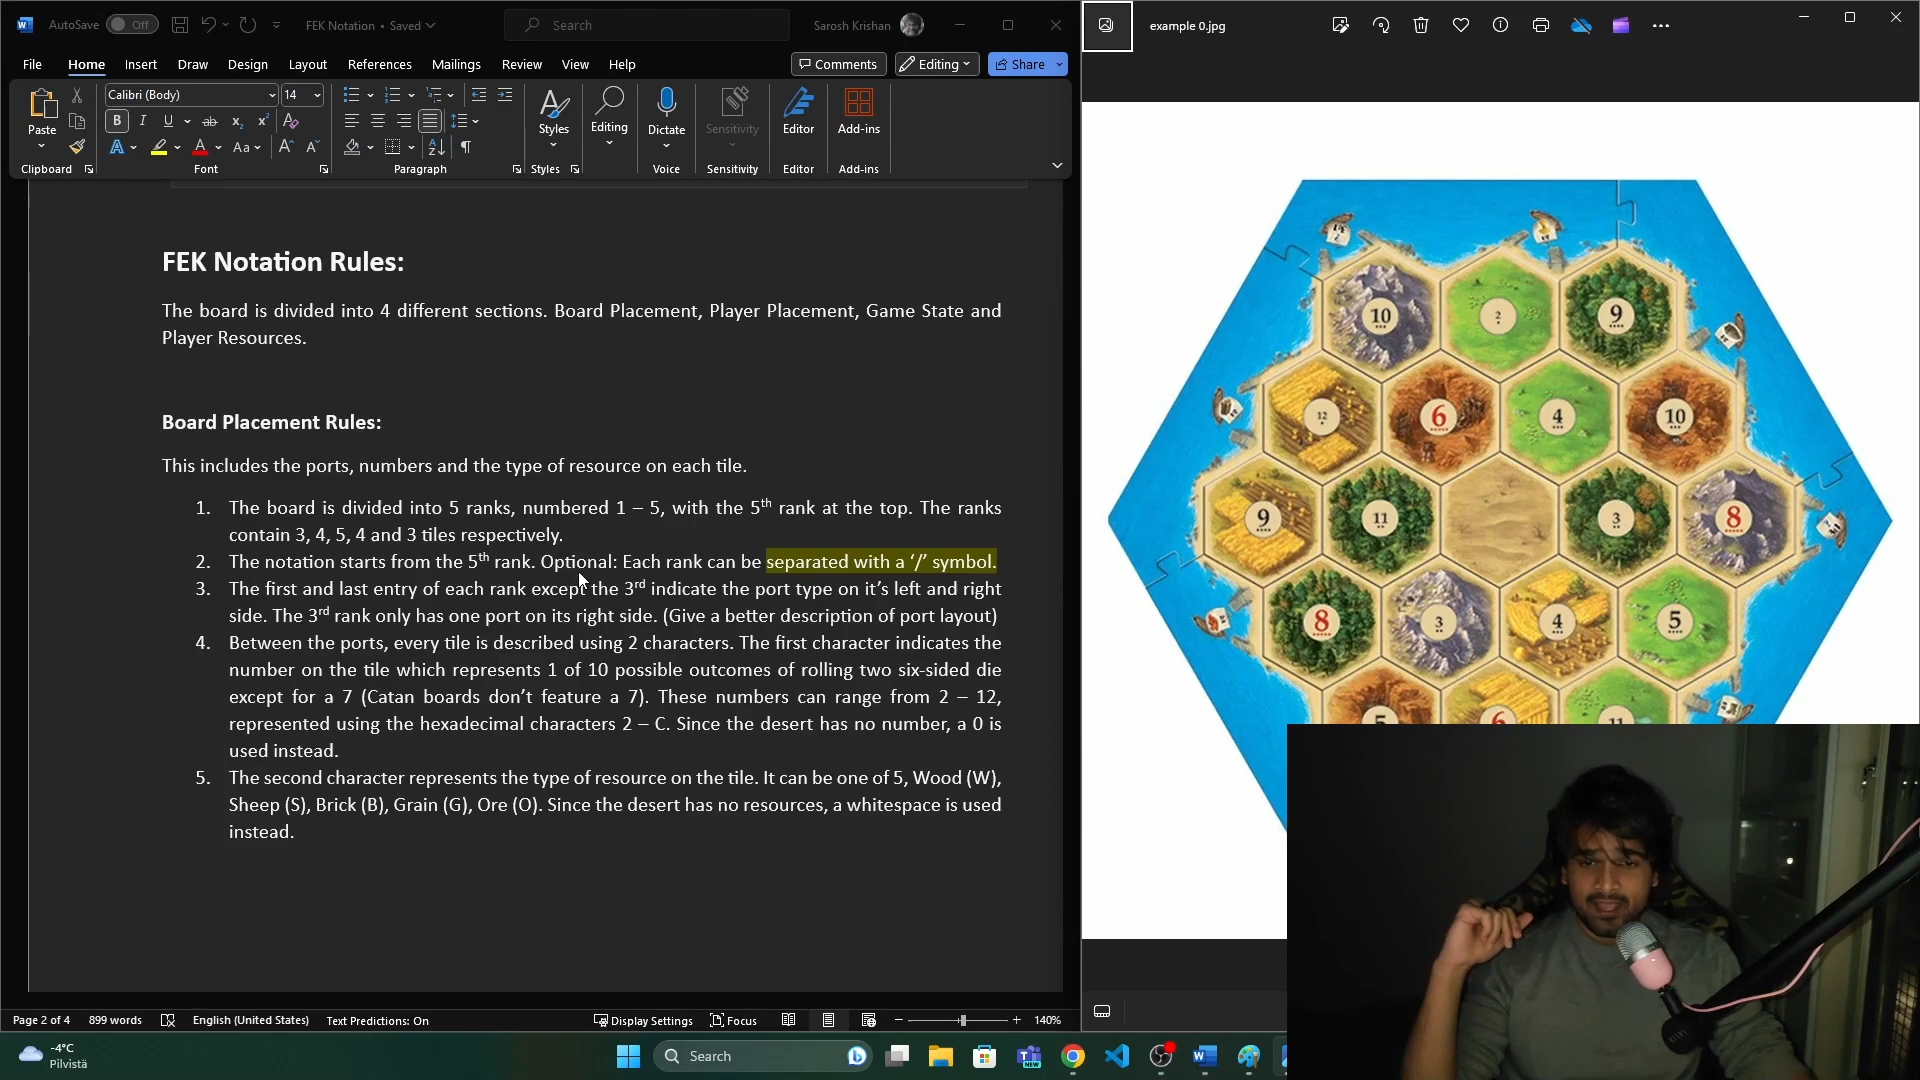 AutoSave Off
FEK Notation • Saved
Search
Sarosh Krishan
example 0.jpg
File Home Insert Draw Design Layout References Mailings Review View Help
Comments Editing Share
Calibri (Body) 14
Paste
Styles
Editing
Dictate
Sensitivity
Editor
Add-ins
Clipboard Font Paragraph Styles Voice Sensitivity Editor Add-ins
FEK Notation Rules:
The board is divided into 4 different sections. Board Placement, Player Placement, Game State and
Player Resources.
Board Placement Rules:
This includes the ports, numbers and the type of resource on each tile.
1. The board is divided into 5 ranks, numbered 1 – 5, with the 5th rank at the top. The ranks
contain 3, 4, 5, 4 and 3 tiles respectively.
2. The notation starts from the 5th rank. Optional: Each rank can be separated with a ‘/’ symbol.
3. The first and last entry of each rank except the 3rd indicate the port type on it’s left and right
side. The 3rd rank only has one port on its right side. (Give a better description of port layout)
4. Between the ports, every tile is described using 2 characters. The first character indicates the
number on the tile which represents 1 of 10 possible outcomes of rolling two six-sided die
except for a 7 (Catan boards don’t feature a 7). These numbers can range from 2 – 12,
represented using the hexadecimal characters 2 – C. Since the desert has no number, a 0 is
used instead.
5. The second character represents the type of resource on the tile. It can be one of 5, Wood (W),
Sheep (S), Brick (B), Grain (G), Ore (O). Since the desert has no resources, a whitespace is used
instead.
10 2 9
12 6 4 10
9 11 3 8
8 3 4 5
5 6 11
Page 2 of 4 899 words English (United States) Text Predictions: On Display Settings Focus 140%
-4°C
Pilvistä
Search